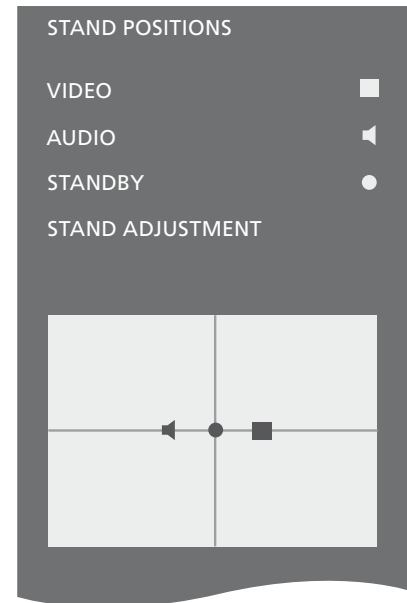 STAND POSITIONS
VIDEO
AUDIO
STANDBY
STAND ADJUSTMENT